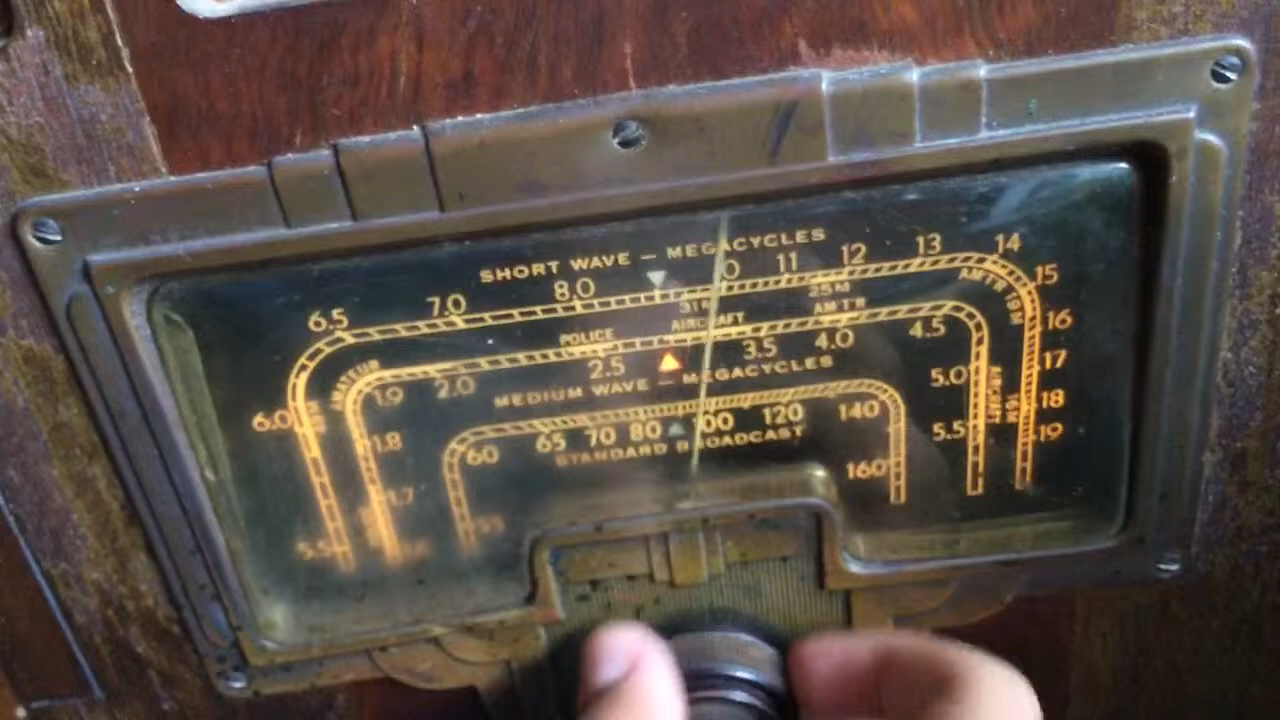 SHORT WAVE — MEGACYCLES
6.0 6.5 7.0 8.0 11 12 13 14 15 16 17 18 19
25M
AMTR 19M
POLICE AIRCRAFT AMTR
AMATEUR 1.7 1.8 1.9 2.0 2.5 3.5 4.0 4.5 5.0 5.5
AIRCRAFT
MEDIUM WAVE — MEGACYCLES
60 65 70 80 100 120 140 160
STANDARD BROADCAST
5.5